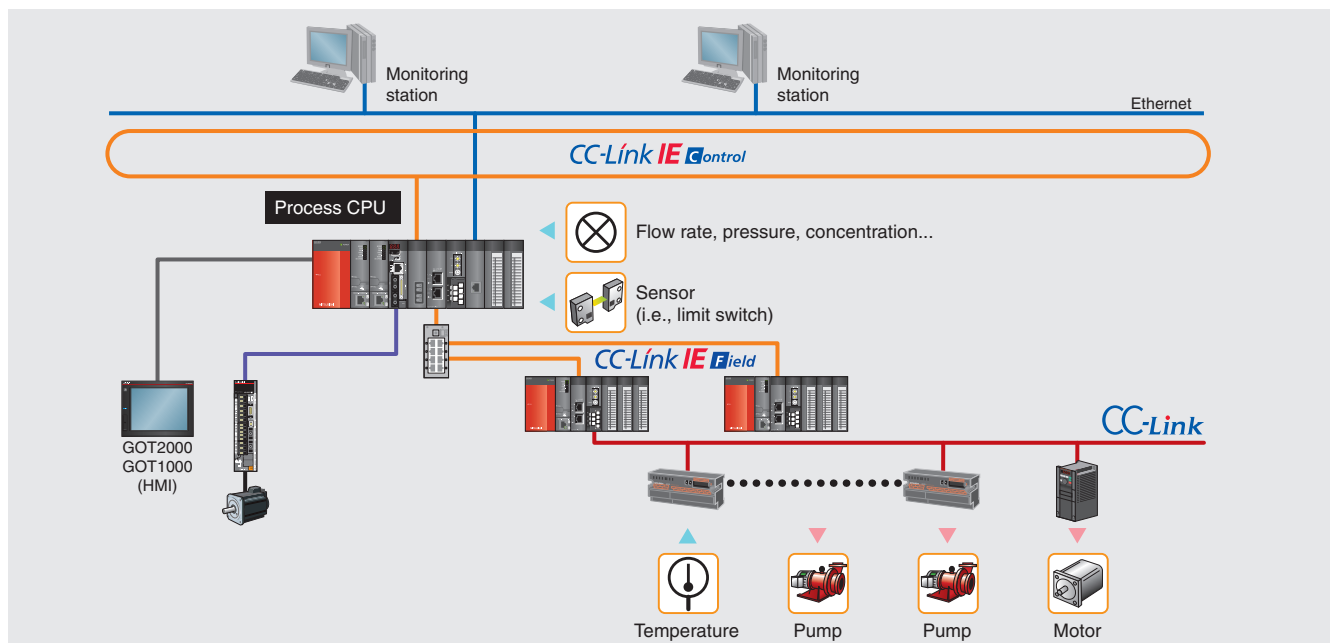 Monitoring
station
Monitoring
station
Ethernet
CC-Link IE Control
Process CPU
Flow rate, pressure, concentration...
Sensor
(i.e., limit switch)
CC-Link IE Field
GOT2000
GOT1000
(HMI)
CC-Link
Temperature
Pump
Pump
Motor